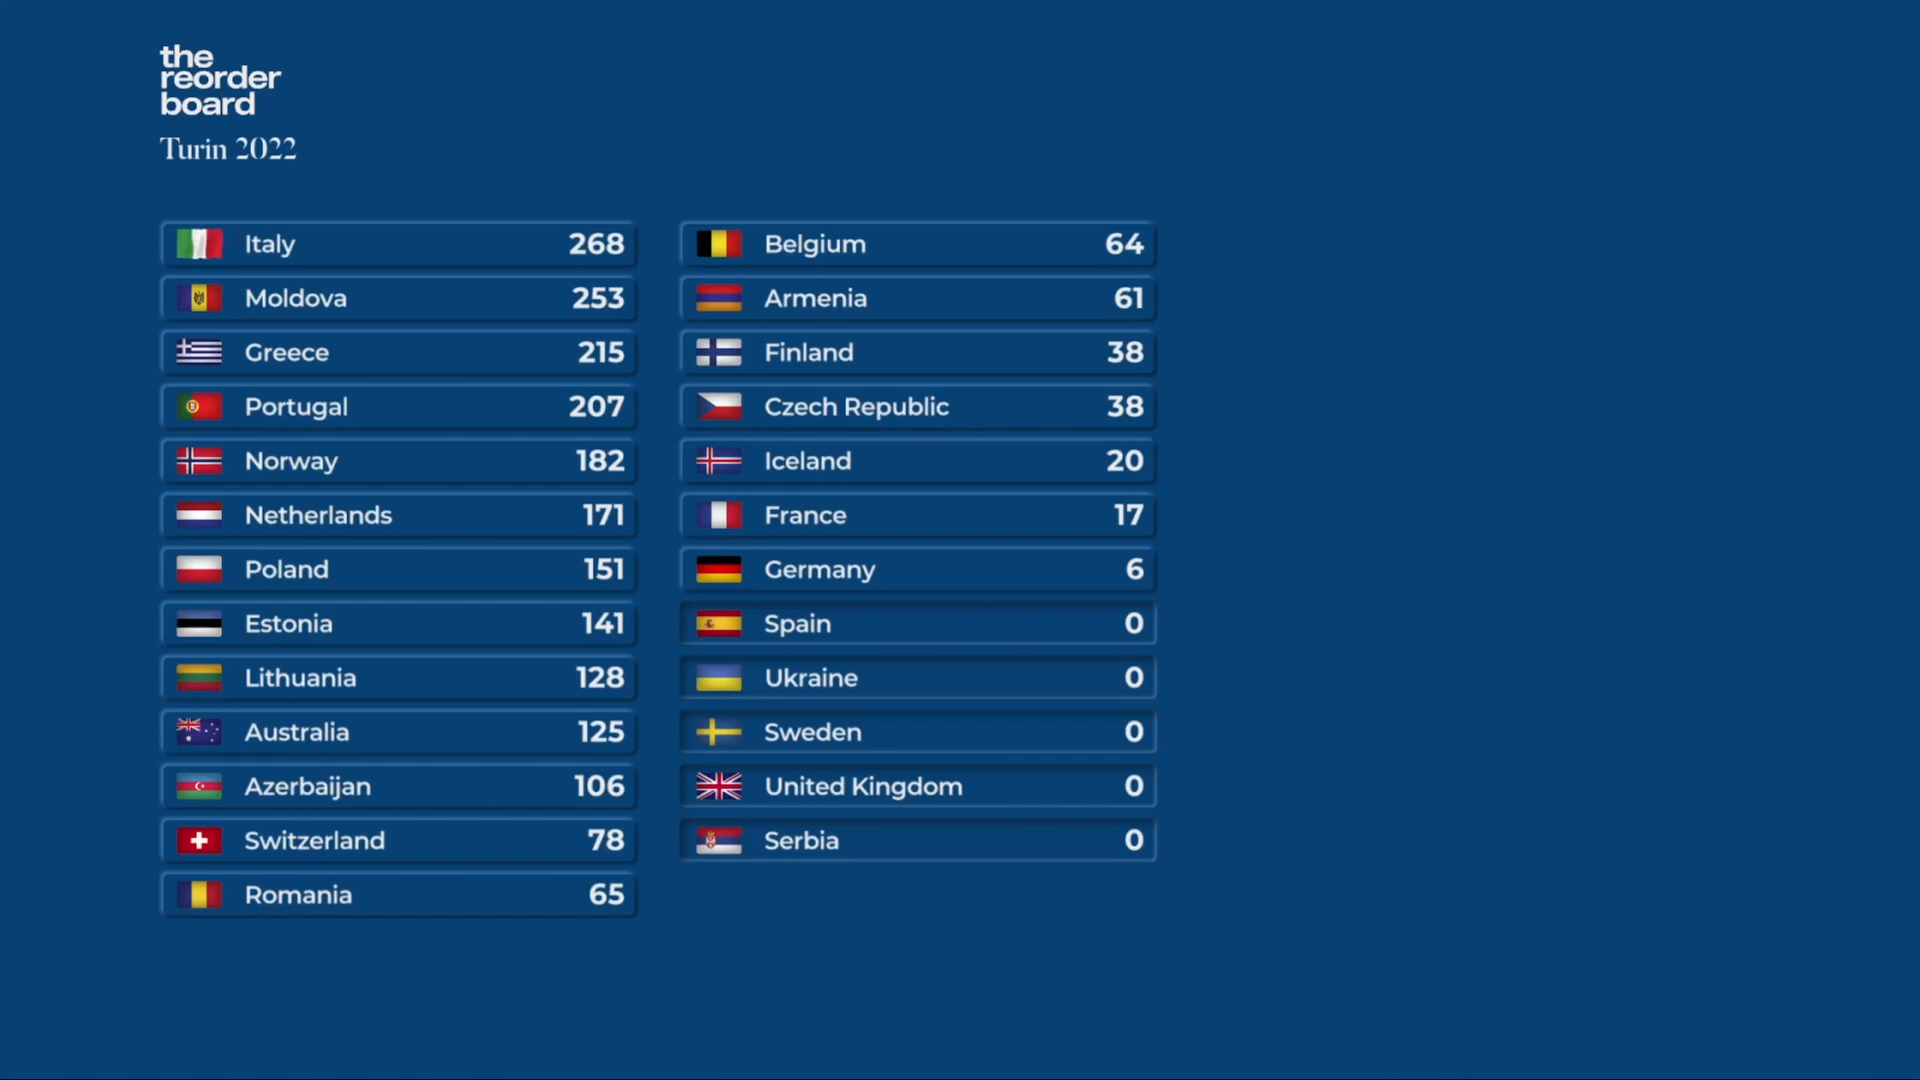 the
reorder
board
Turin 2022
Italy 268
Moldova 253
Greece 215
Portugal 207
Norway 182
Netherlands 171
Poland 151
Estonia 141
Lithuania 128
Australia 125
Azerbaijan 106
Switzerland 78
Romania 65
Belgium 64
Armenia 61
Finland 38
Czech Republic 38
Iceland 20
France 17
Germany 6
Spain 0
Ukraine 0
Sweden 0
United Kingdom 0
Serbia 0